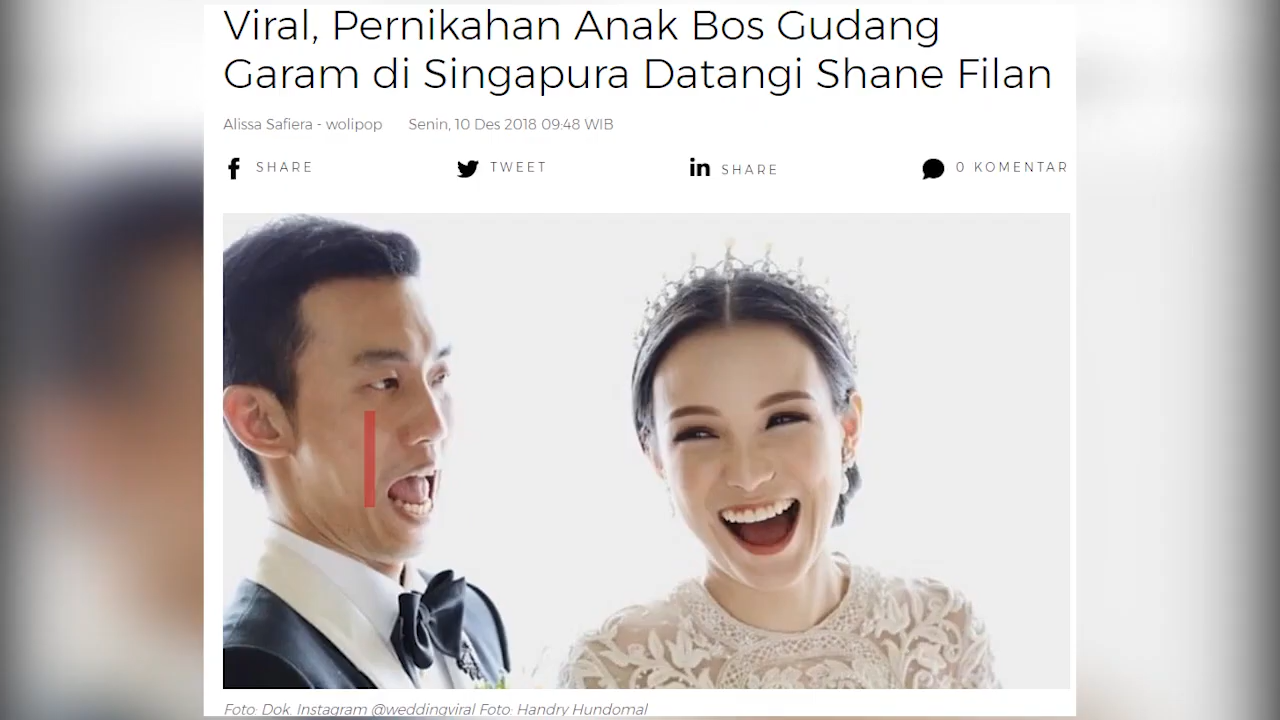 Viral, Pernikahan Anak Bos Gudang
Garam di Singapura Datangi Shane Filan
Alissa Safiera - wolipop Senin, 10 Des 2018 09:48 WIB
SHARE TWEET SHARE 0 KOMENTAR
Foto: Dok. Instagram @weddingviral Foto: Handry Hundomal